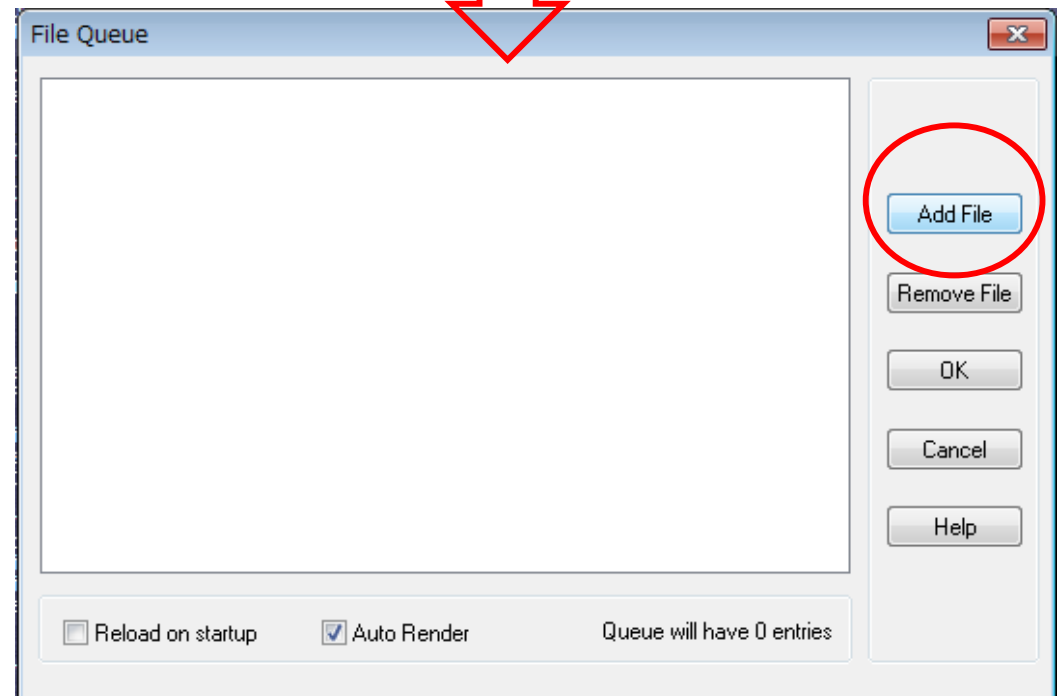 File Queue
Add File
Remove File
OK
Cancel
Help
Reload on startup
Auto Render
Queue will have 0 entries